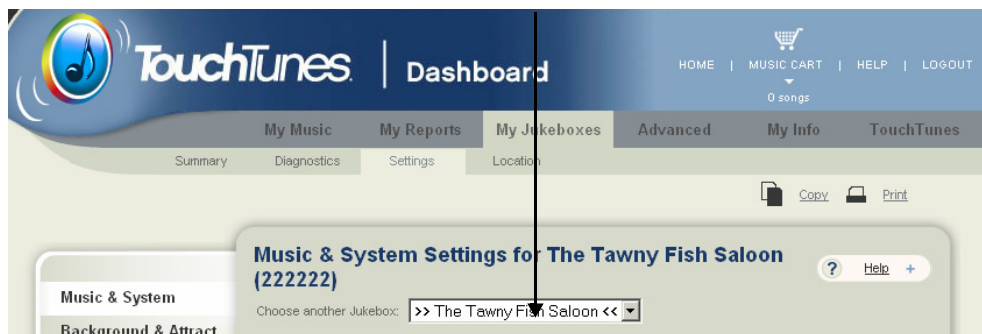 TouchTunes. | Dashboard
HOME | MUSIC CART | HELP | LOGOUT
0 songs
My Music My Reports My Jukeboxes Advanced My Info TouchTunes
Summary Diagnostics Settings Location
Copy Print
Music & System Settings for The Tawny Fish Saloon
(222222)
? Help +
Music & System
Choose another Jukebox: >> The Tawny Fish Saloon <<
Background & Attract